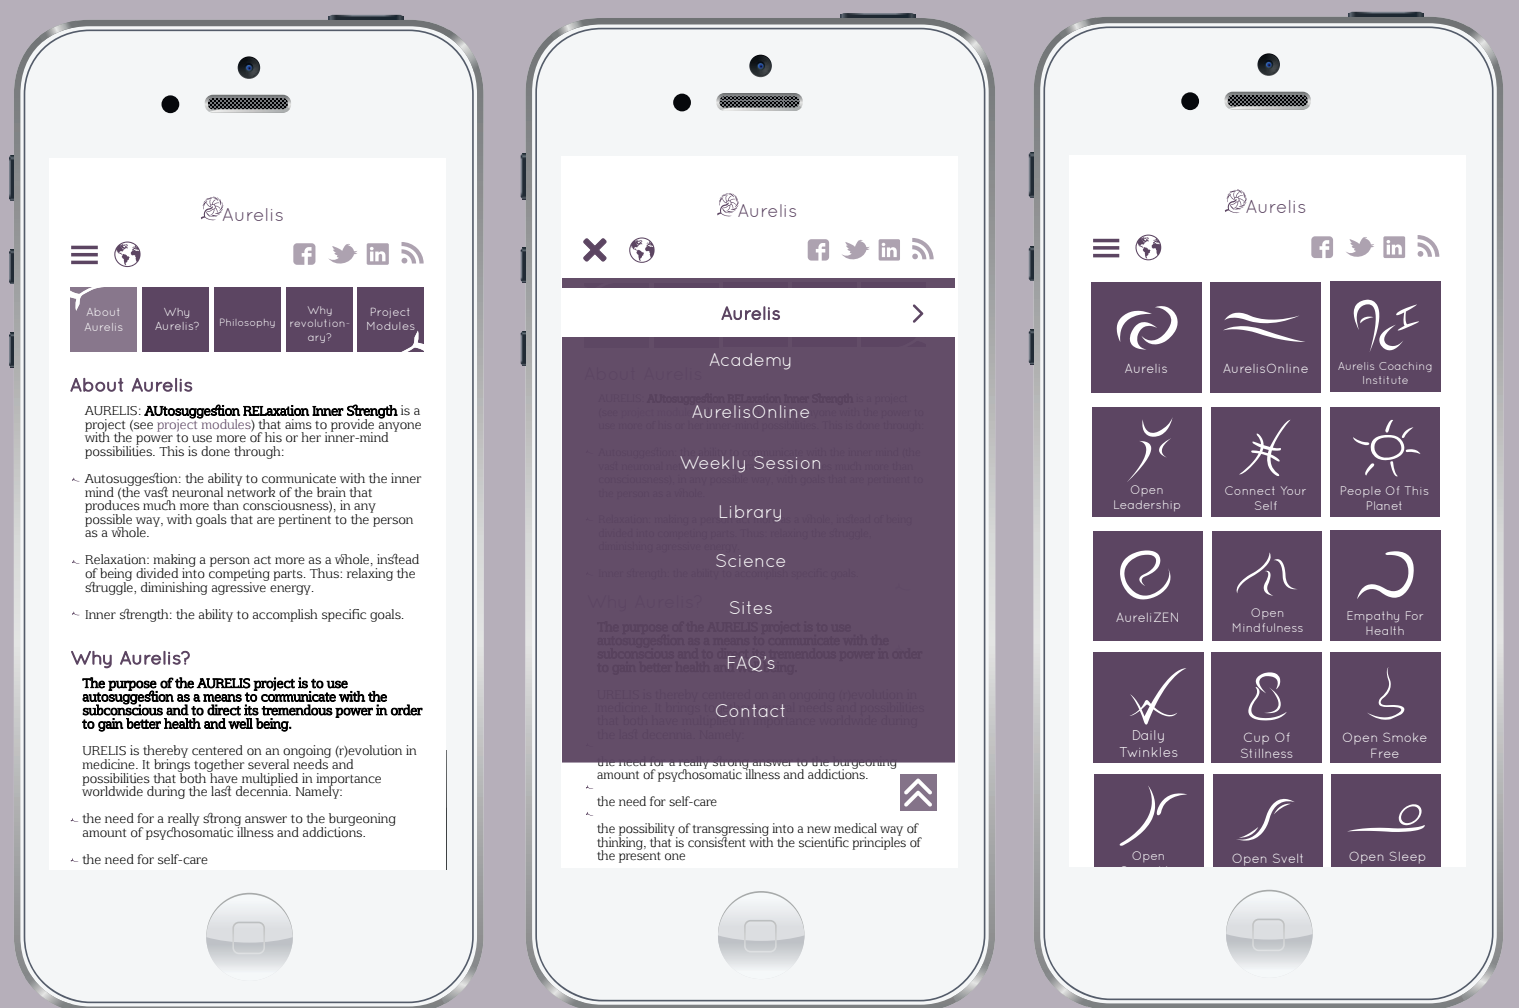 Aurelis
About
Aurelis
Why
Aurelis?
Philosophy
Why
revolution-
ary?
Project
Modules
About Aurelis
AURELIS: AUtosuggestion RELaxation Inner Strength is a
project (see project modules) that aims to provide anyone
with the power to use more of his or her inner-mind
possibilities. This is done through:
Autosuggestion: the ability to communicate with the inner
mind (the vast neuronal network of the brain that
produces much more than consciousness), in any
possible way, with goals that are pertinent to the person
as a whole.
Relaxation: making a person act more as a whole, instead
of being divided into competing parts. Thus: relaxing the
struggle, diminishing agressive energy.
Inner strength: the ability to accomplish specific goals.
Why Aurelis?
The purpose of the AURELIS project is to use
autosuggestion as a means to communicate with the
subconscious and to direct its tremendous power in order
to gain better health and well being.
URELIS is thereby centered on an ongoing (r)evolution in
medicine. It brings together several needs and
possibilities that both have multiplied in importance
worldwide during the last decennia. Namely:
the need for a really strong answer to the burgeoning
amount of psychosomatic illness and addictions.
the need for self-care
Aurelis
Aurelis
Academy
AurelisOnline
Weekly Session
Library
Science
Sites
FAQ's
Contact
the need for a really strong answer to the burgeoning
amount of psychosomatic illness and addictions.
the need for self-care
the possibility of transgressing into a new medical way of
thinking, that is consistent with the scientific principles of
the present one
Aurelis
Aurelis
AurelisOnline
Aurelis Coaching
Institute
Open
Leadership
Connect Your
Self
People Of This
Planet
AureliZEN
Open
Mindfulness
Empathy For
Health
Daily
Twinkles
Cup Of
Stillness
Open Smoke
Free
Open
Open Svelt
Open Sleep